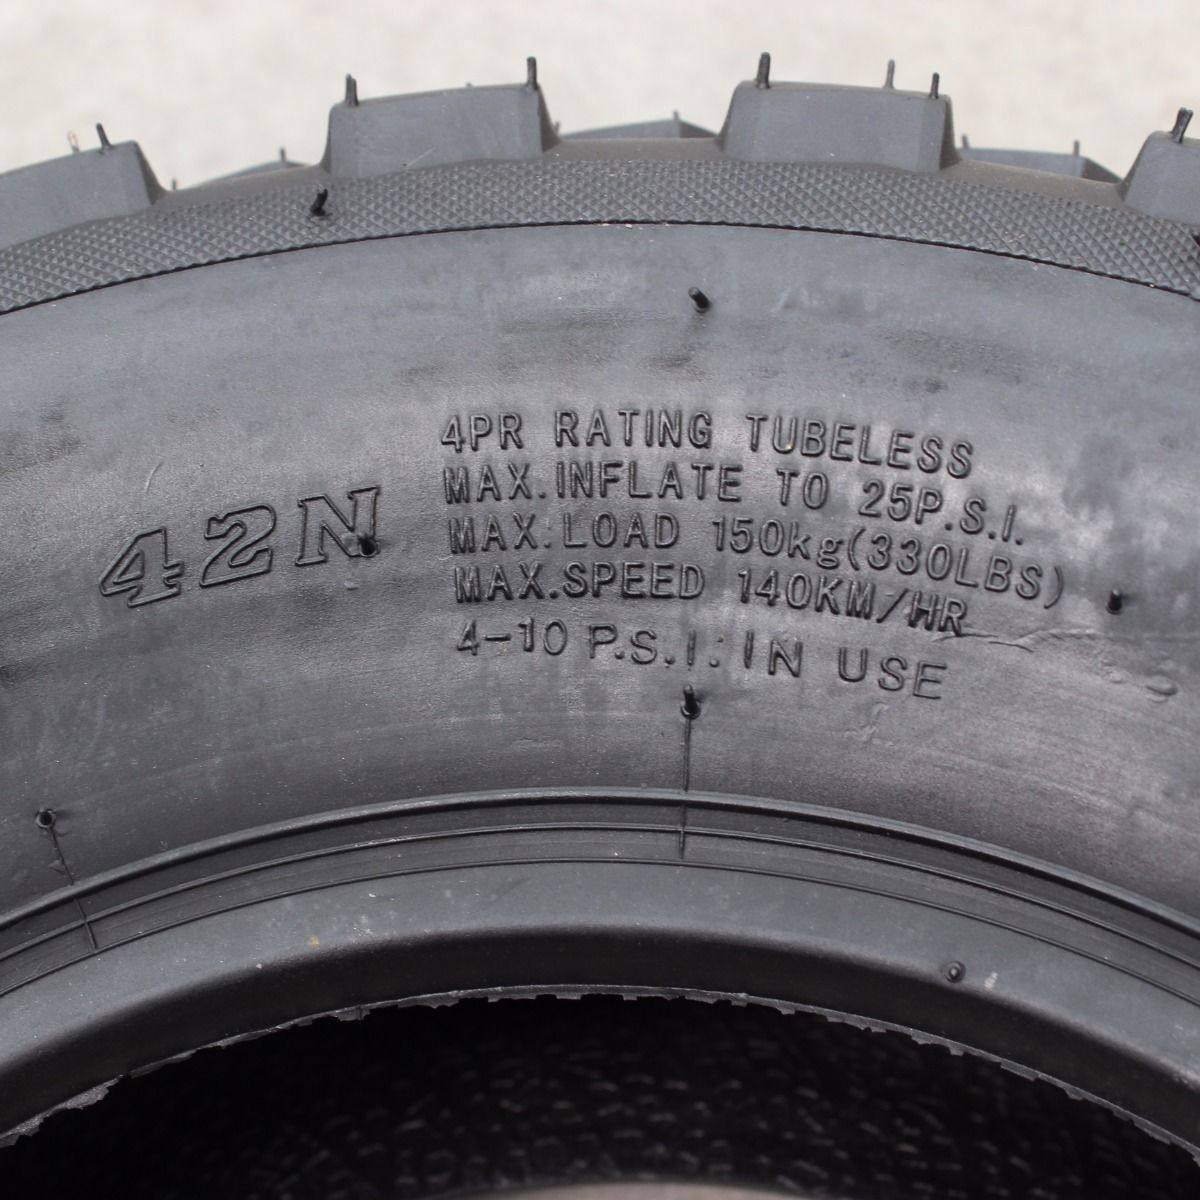 42N
4PR RATING TUBELESS
MAX.INFLATE TO 25P.S.I.
MAX.LOAD 150kg(330LBS)
MAX.SPEED 140KM/HR
4-10 P.S.I. IN USE